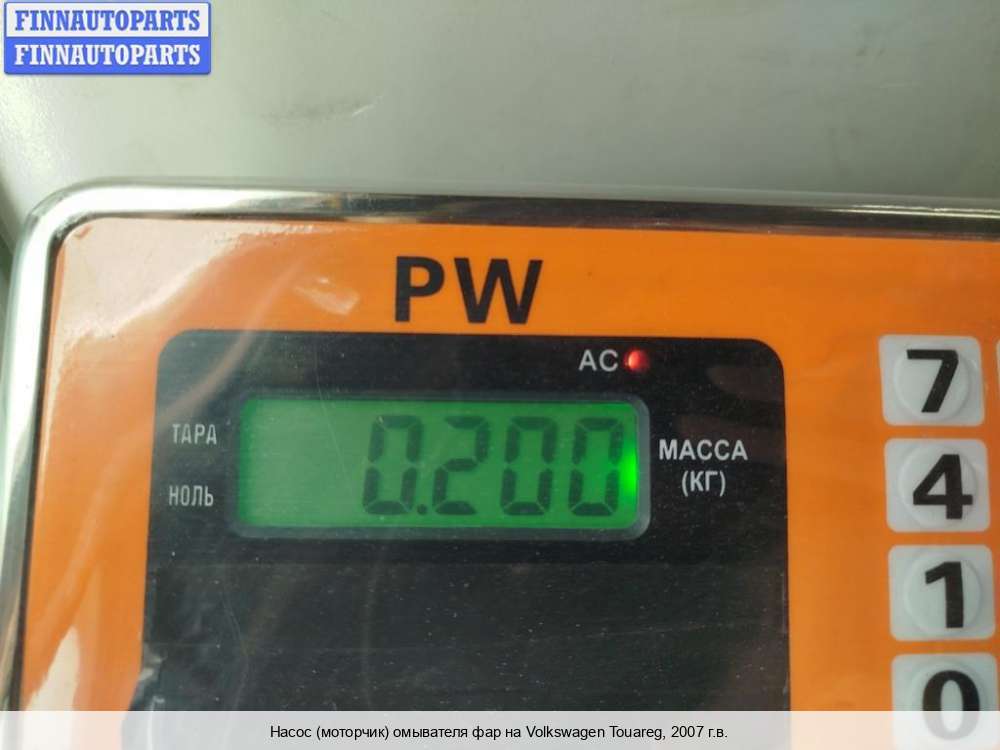 FINNAUTOPARTS
FINNAUTOPARTS
PW
AC
ТАРА
0.200
МАССА
(КГ)
НОЛЬ
7
4
1
0
Насос (моторчик) омывателя фар на Volkswagen Touareg, 2007 г.в.